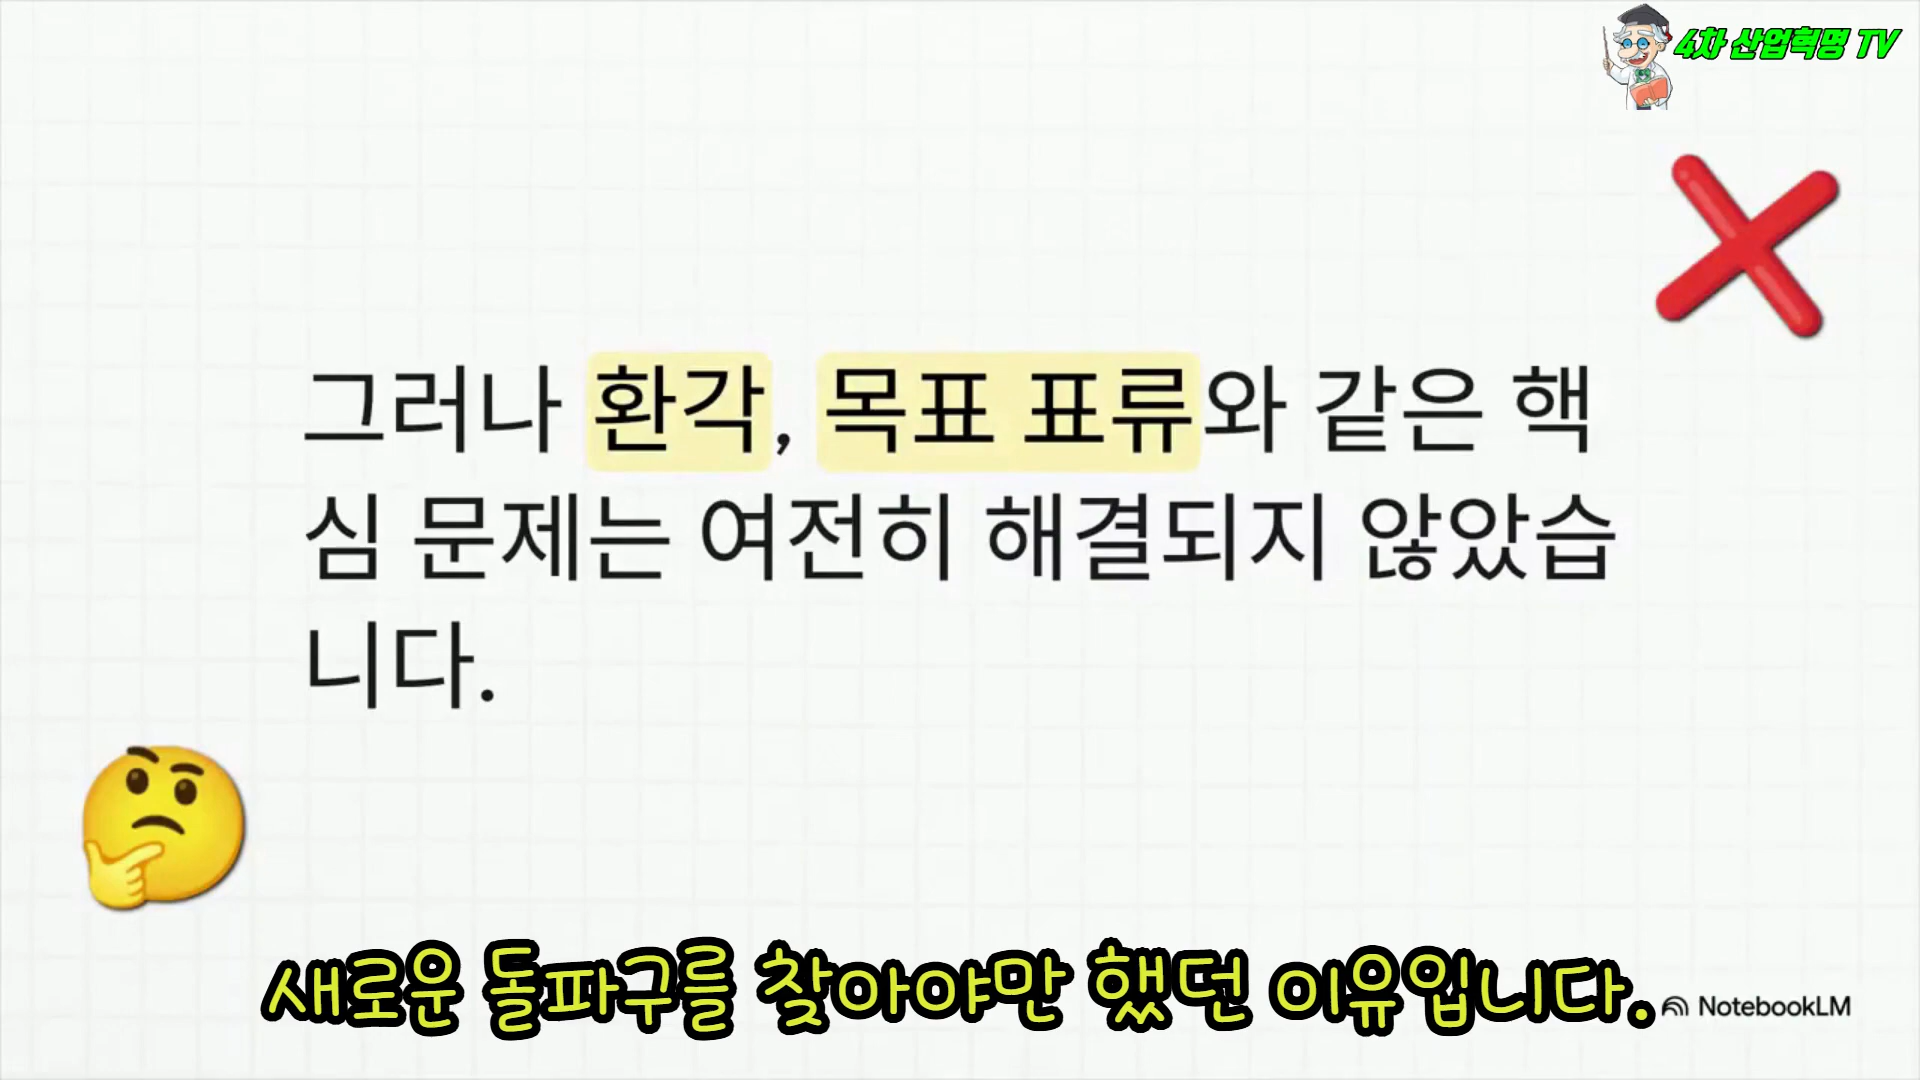 4차 산업혁명 TV
그러나 환각, 목표 표류와 같은 핵
심 문제는 여전히 해결되지 않았습
니다.
새로운 돌파구를 찾아야만 했던 이유입니다.
NotebookLM